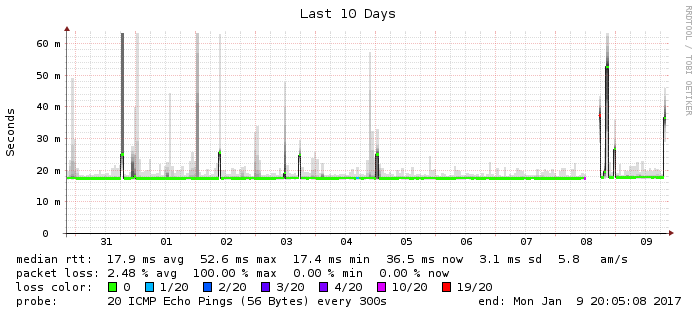 Last 10 Days
RRDTOOL / TOBI OETIKER
Seconds
60 m
50 m
40 m
30 m
20 m
10 m
0
31 01 02 03 04 05 06 07 08 09
median rtt: 17.9 ms avg 52.6 ms max 17.4 ms min 36.5 ms now 3.1 ms sd 5.8 am/s
packet loss: 2.48 % avg 100.00 % max 0.00 % min 0.00 % now
loss color: 0 1/20 2/20 3/20 4/20 10/20 19/20
probe: 20 ICMP Echo Pings (56 Bytes) every 300s end: Mon Jan 9 20:05:08 2017